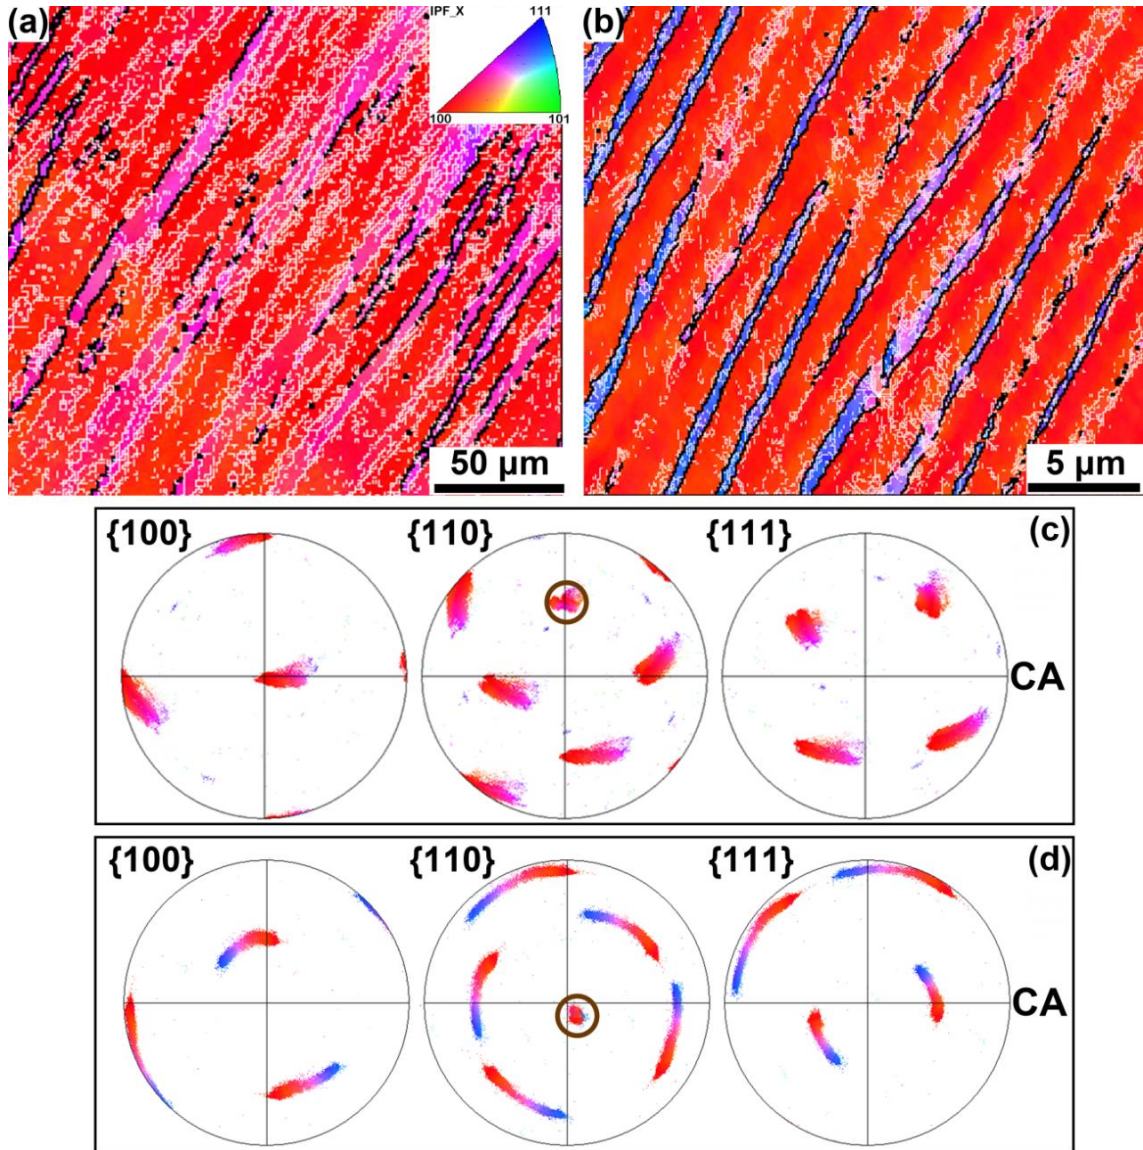 (a)
IPF_X 111
100 101
50 µm
(b)
5 µm
{100} {110} {111} (c)
CA
{100} {110} {111} (d)
CA